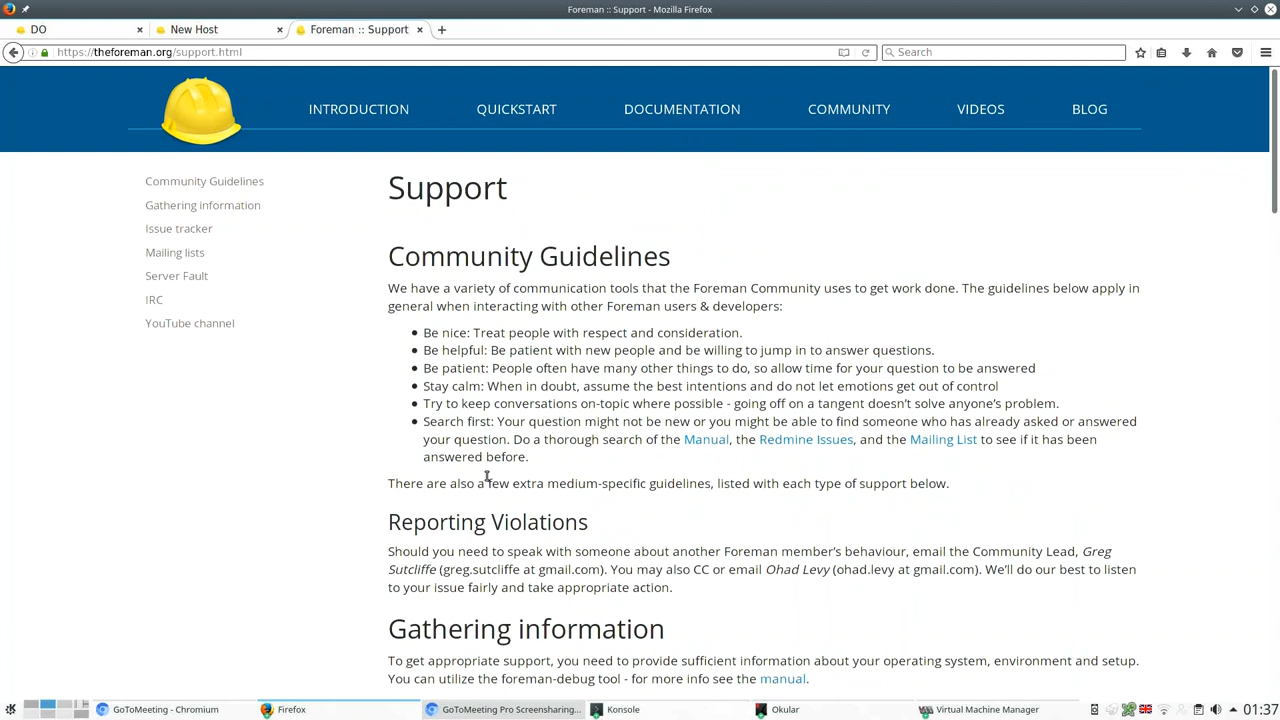 Foreman :: Support - Mozilla Firefox
DO
New Host
Foreman :: Support
https://theforeman.org/support.html
Search
INTRODUCTION
QUICKSTART
DOCUMENTATION
COMMUNITY
VIDEOS
BLOG
Community Guidelines
Gathering information
Issue tracker
Mailing lists
Server Fault
IRC
YouTube channel
Support
Community Guidelines
We have a variety of communication tools that the Foreman Community uses to get work done. The guidelines below apply in
general when interacting with other Foreman users & developers:
Be nice: Treat people with respect and consideration.
Be helpful: Be patient with new people and be willing to jump in to answer questions.
Be patient: People often have many other things to do, so allow time for your question to be answered
Stay calm: When in doubt, assume the best intentions and do not let emotions get out of control
Try to keep conversations on-topic where possible - going off on a tangent doesn't solve anyone's problem.
Search first: Your question might not be new or you might be able to find someone who has already asked or answered
your question. Do a thorough search of the Manual, the Redmine Issues, and the Mailing List to see if it has been
answered before.
There are also a few extra medium-specific guidelines, listed with each type of support below.
Reporting Violations
Should you need to speak with someone about another Foreman member's behaviour, email the Community Lead, Greg
Sutcliffe (greg.sutcliffe at gmail.com). You may also CC or email Ohad Levy (ohad.levy at gmail.com). We'll do our best to listen
to your issue fairly and take appropriate action.
Gathering information
To get appropriate support, you need to provide sufficient information about your operating system, environment and setup.
You can utilize the foreman-debug tool - for more info see the manual.
GoToMeeting - Chromium
Firefox
GoToMeeting Pro Screensharing...
Konsole
Okular
Virtual Machine Manager
01:37